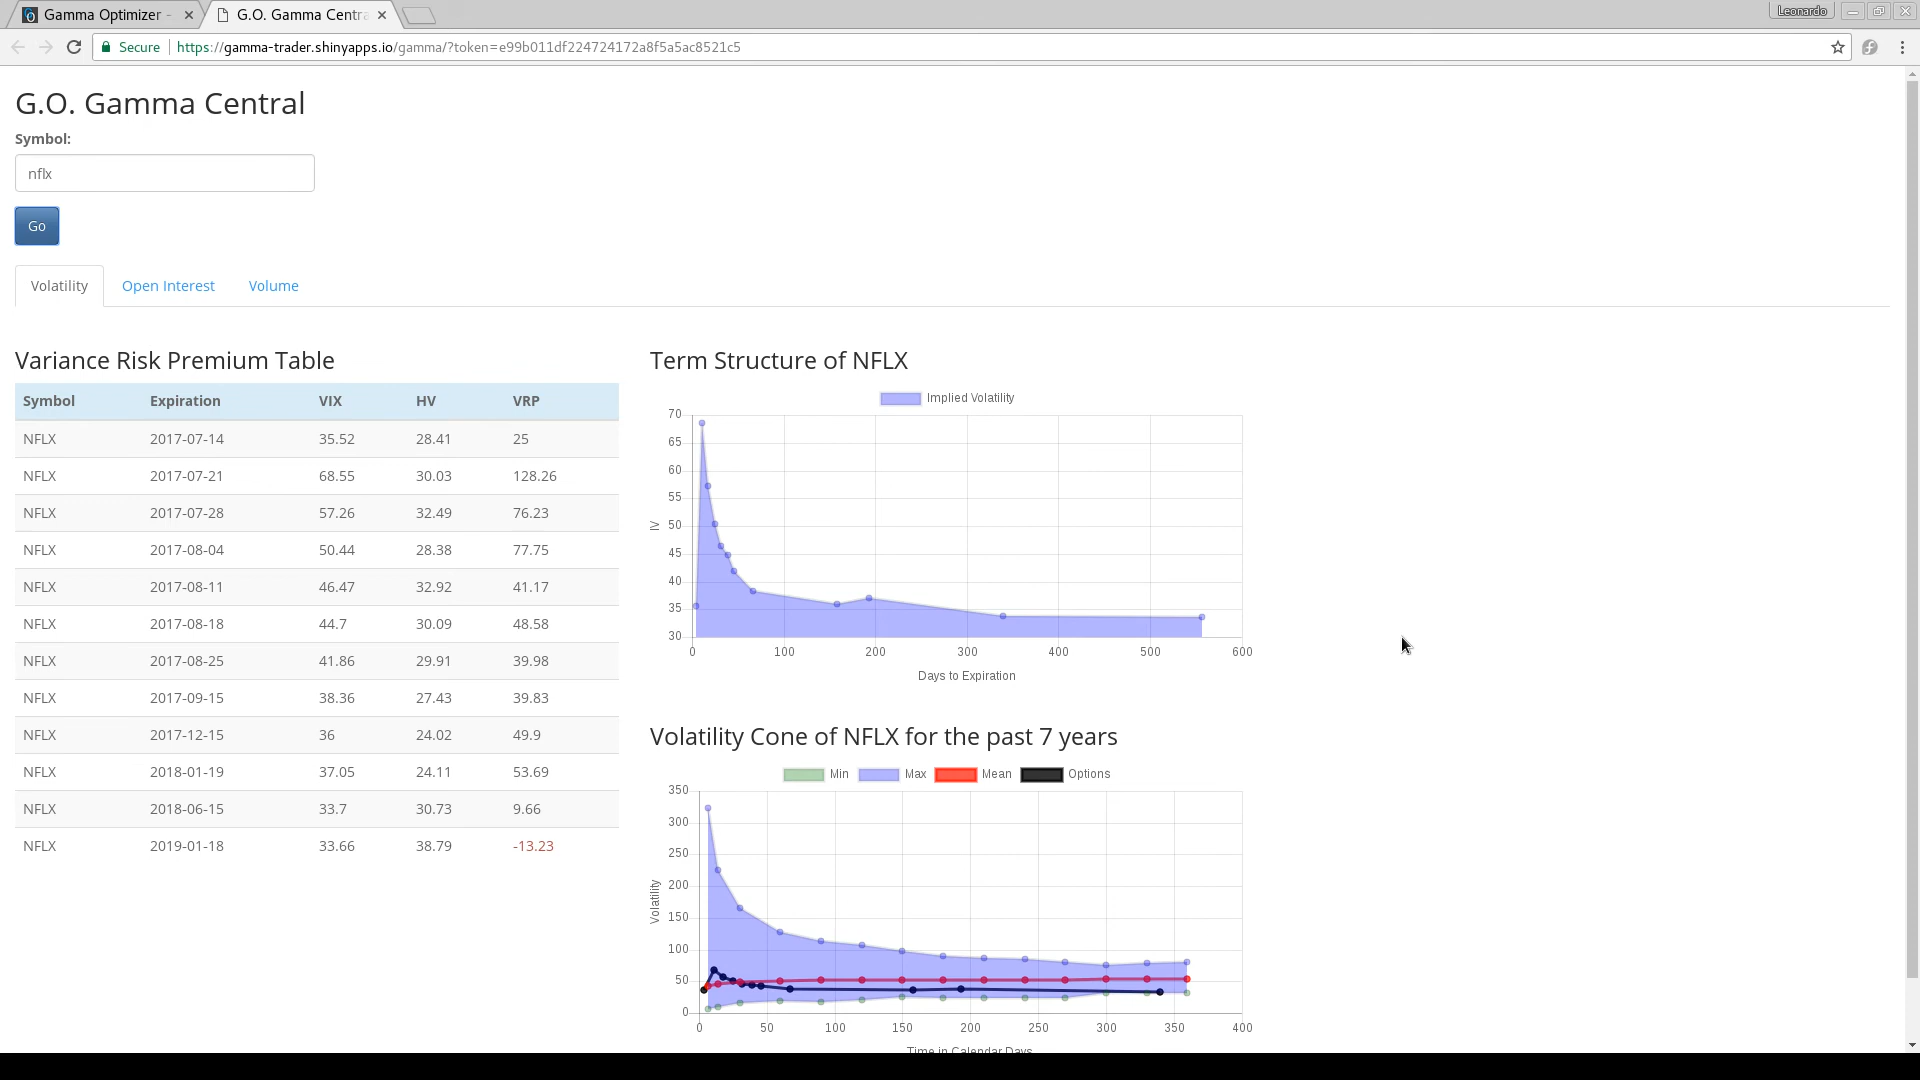 Gamma Optimizer -
G.O. Gamma Centra
Leonardo
Secure
https://gamma-trader.shinyapps.io/gamma/?token=e99b011df224724172a8f5a5ac8521c5
G.O. Gamma Central
Symbol:
nflx
Go
Volatility Open Interest Volume
Variance Risk Premium Table
Symbol Expiration VIX HV VRP
NFLX 2017-07-14 35.52 28.41 25
NFLX 2017-07-21 68.55 30.03 128.26
NFLX 2017-07-28 57.26 32.49 76.23
NFLX 2017-08-04 50.44 28.38 77.75
NFLX 2017-08-11 46.47 32.92 41.17
NFLX 2017-08-18 44.7 30.09 48.58
NFLX 2017-08-25 41.86 29.91 39.98
NFLX 2017-09-15 38.36 27.43 39.83
NFLX 2017-12-15 36 24.02 49.9
NFLX 2018-01-19 37.05 24.11 53.69
NFLX 2018-06-15 33.7 30.73 9.66
NFLX 2019-01-18 33.66 38.79 -13.23
Term Structure of NFLX
Implied Volatility
70
65
60
55
50
45
40
35
30
IV
0 100 200 300 400 500 600
Days to Expiration
Volatility Cone of NFLX for the past 7 years
Min Max Mean Options
350
300
250
200
150
100
50
0
Volatility
0 50 100 150 200 250 300 350 400
Time in Calendar Days